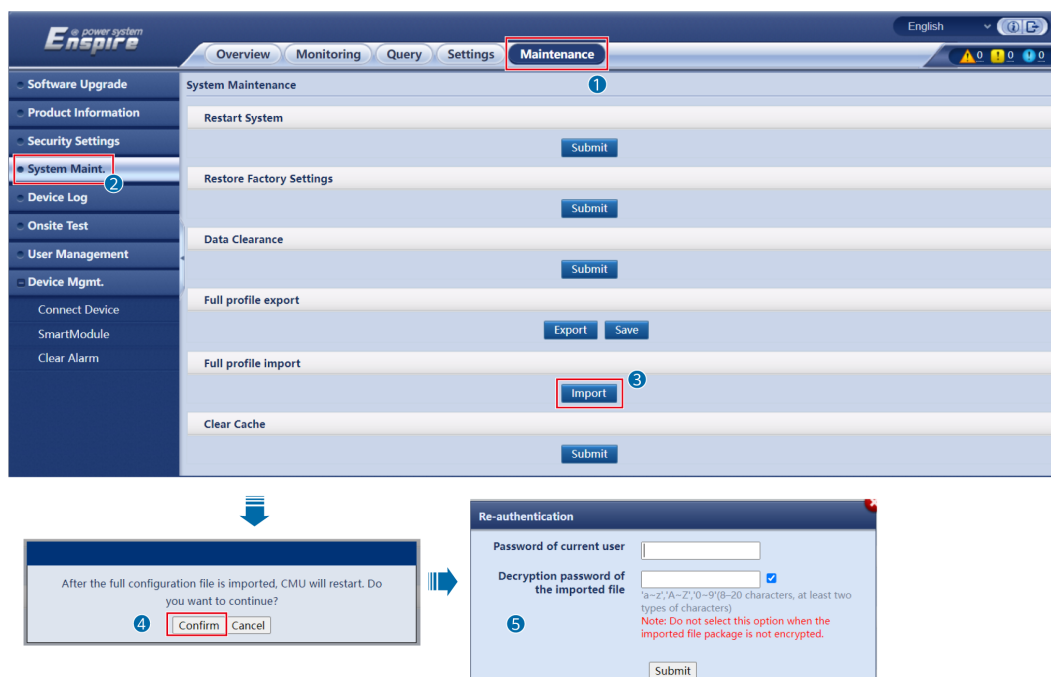 e power system
Enspire
English
Overview Monitoring Query Settings Maintenance
0 0 0
1
Software Upgrade
Product Information
Security Settings
System Maint.
2
Device Log
Onsite Test
User Management
Device Mgmt.
Connect Device
SmartModule
Clear Alarm
System Maintenance
Restart System
Submit
Restore Factory Settings
Submit
Data Clearance
Submit
Full profile export
Export Save
Full profile import
3
Import
Clear Cache
Submit
After the full configuration file is imported, CMU will restart. Do
you want to continue?
4 Confirm Cancel
Re-authentication
Password of current user
Decryption password of
the imported file
'a~z','A~Z','0~9'(8–20 characters, at least two
types of characters)
Note: Do not select this option when the
imported file package is not encrypted.
5
Submit